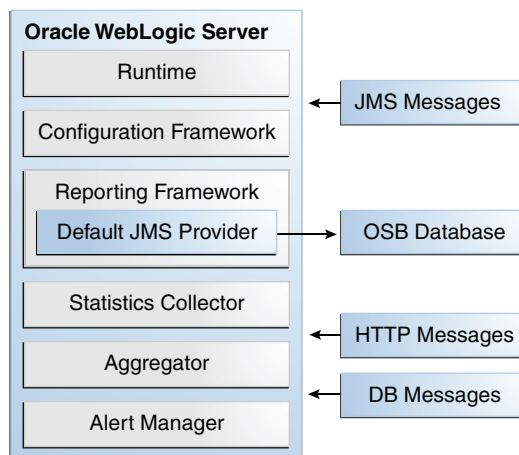 Oracle WebLogic Server
Runtime
JMS Messages
Configuration Framework
Reporting Framework
Default JMS Provider
OSB Database
Statistics Collector
HTTP Messages
Aggregator
DB Messages
Alert Manager